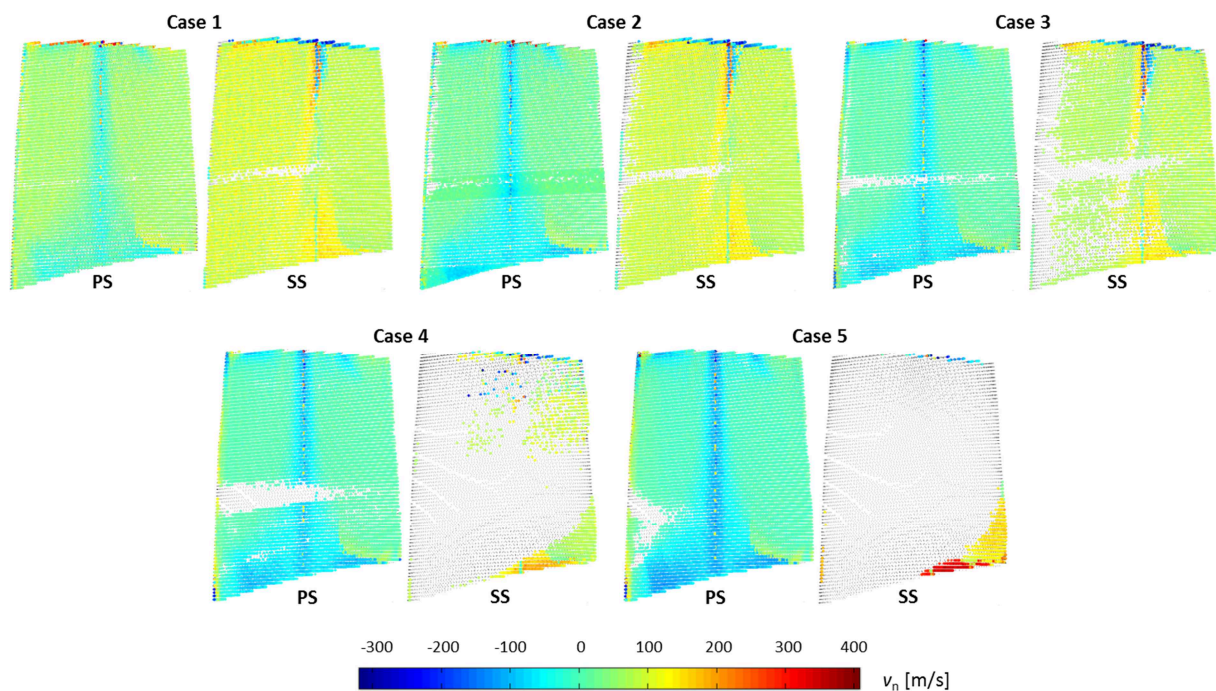 Case 1 Case 2 Case 3
PS SS PS SS PS SS
Case 4 Case 5
PS SS PS SS
-300 -200 -100 0 100 200 300 400
vn [m/s]